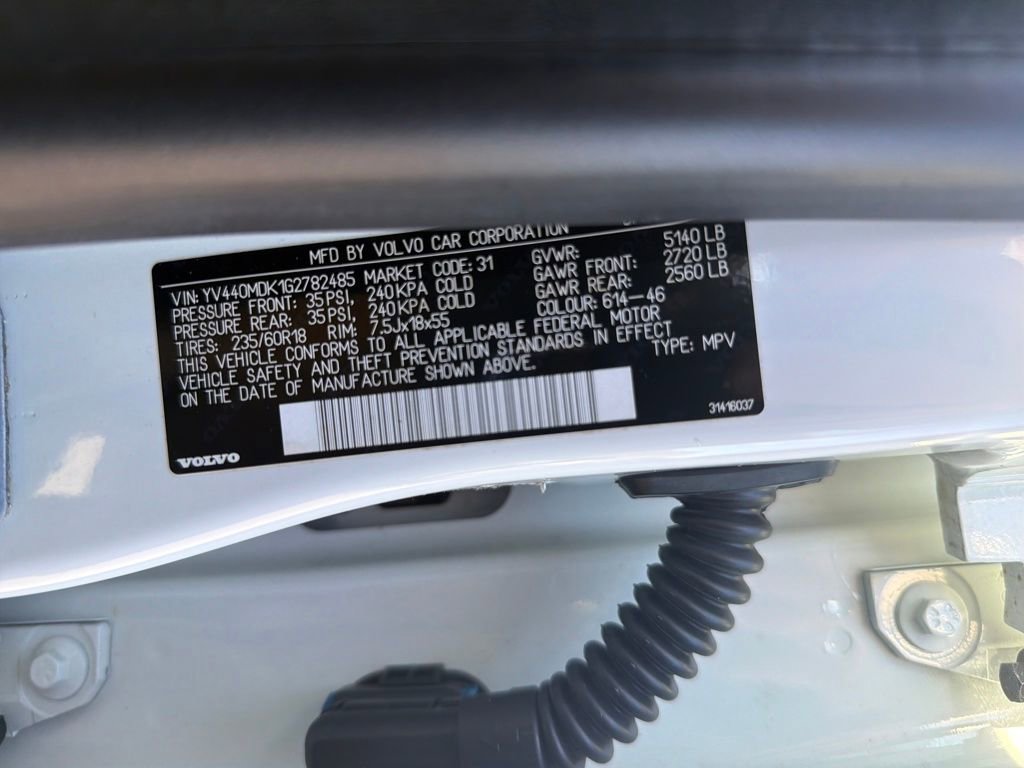 MFD BY VOLVO CAR CORPORATION
VIN: YV440MDK1G2782485 MARKET CODE: 31 GVWR: 5140 LB
PRESSURE FRONT: 35 PSI, 240 KPA COLD GAWR FRONT: 2720 LB
PRESSURE REAR: 35 PSI, 240 KPA COLD GAWR REAR: 2560 LB
TIRES: 235/60R18 RIM: 7.5Jx18x55 COLOUR: 614-46
THIS VEHICLE CONFORMS TO ALL APPLICABLE FEDERAL MOTOR
VEHICLE SAFETY AND THEFT PREVENTION STANDARDS IN EFFECT
ON THE DATE OF MANUFACTURE SHOWN ABOVE. TYPE: MPV
31416037
VOLVO